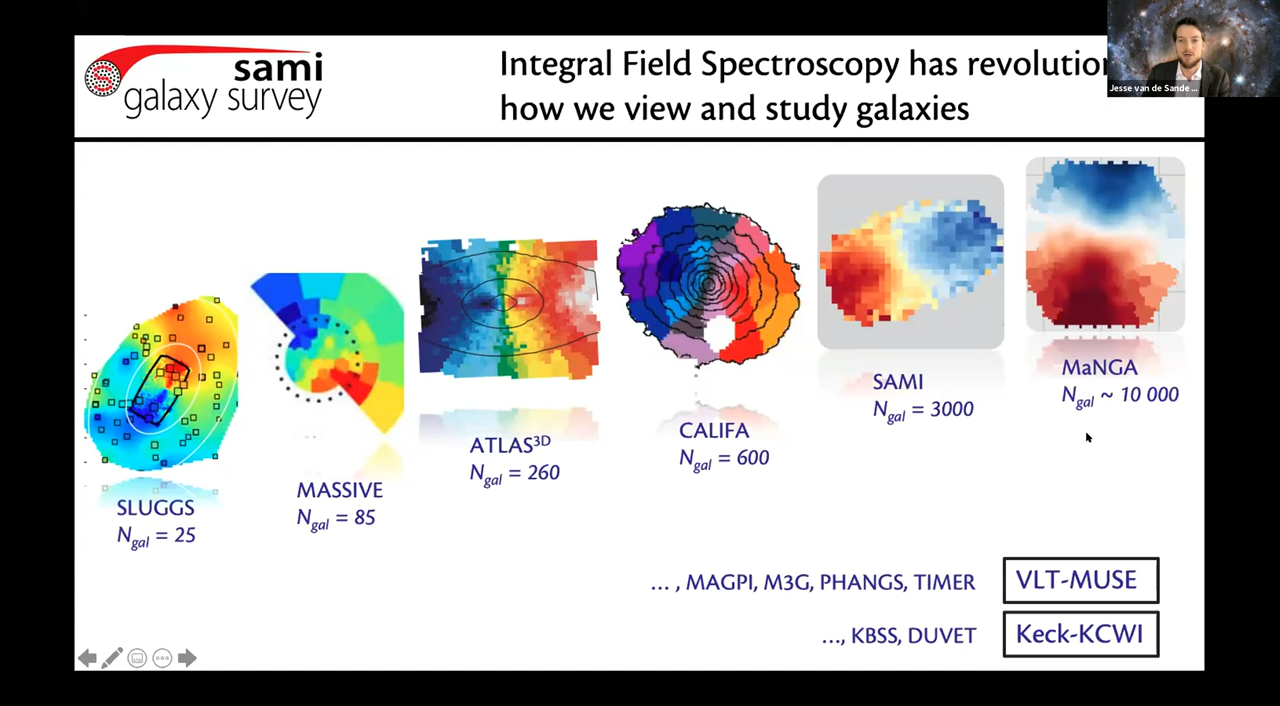 sami
galaxy survey
Integral Field Spectroscopy has revolution
how we view and study galaxies
Jesse van de Sande ...
SLUGGS
Ngal = 25
MASSIVE
Ngal = 85
ATLAS3D
Ngal = 260
CALIFA
Ngal = 600
SAMI
Ngal = 3000
MaNGA
Ngal ~ 10 000
... , MAGPI, M3G, PHANGS, TIMER
VLT-MUSE
..., KBSS, DUVET
Keck-KCWI